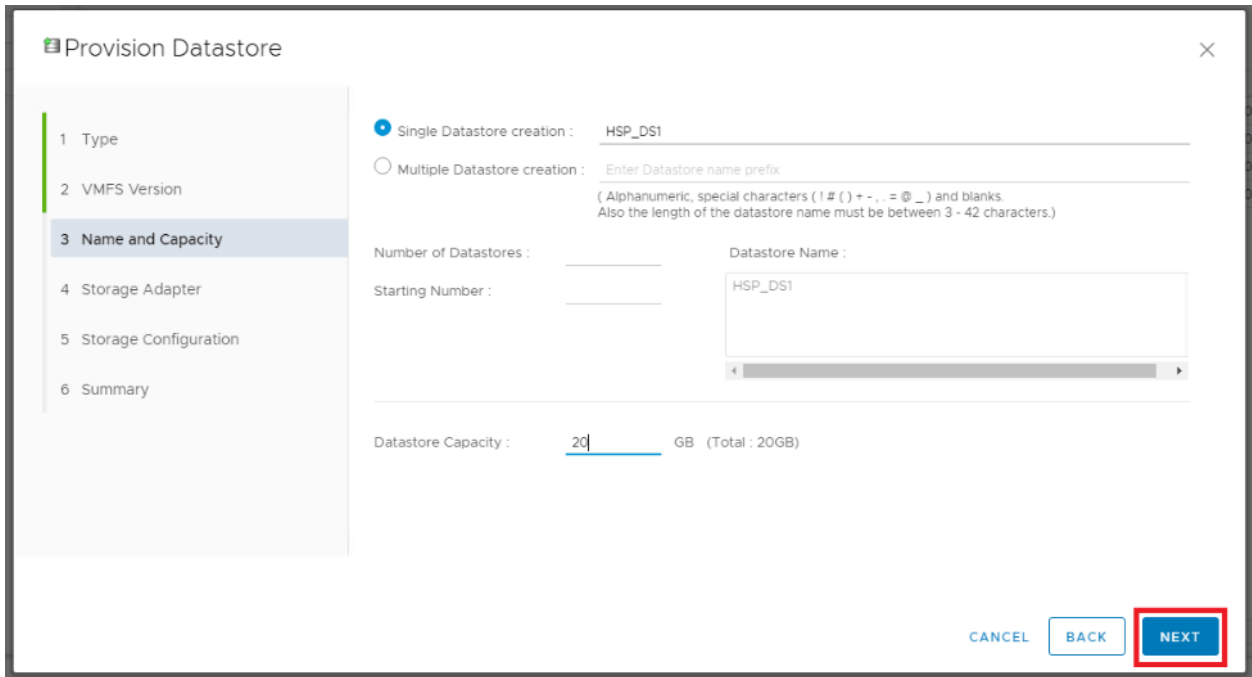 Provision Datastore
1 Type
2 VMFS Version
3 Name and Capacity
4 Storage Adapter
5 Storage Configuration
6 Summary
Single Datastore creation : HSP_DS1
Multiple Datastore creation : Enter Datastore name prefix
( Alphanumeric, special characters ( ! # ( ) + - , . = @ _ ) and blanks.
Also the length of the datastore name must be between 3 - 42 characters.)
Number of Datastores :
Starting Number :
Datastore Name :
HSP_DS1
Datastore Capacity : 20 GB (Total : 20GB)
CANCEL BACK NEXT